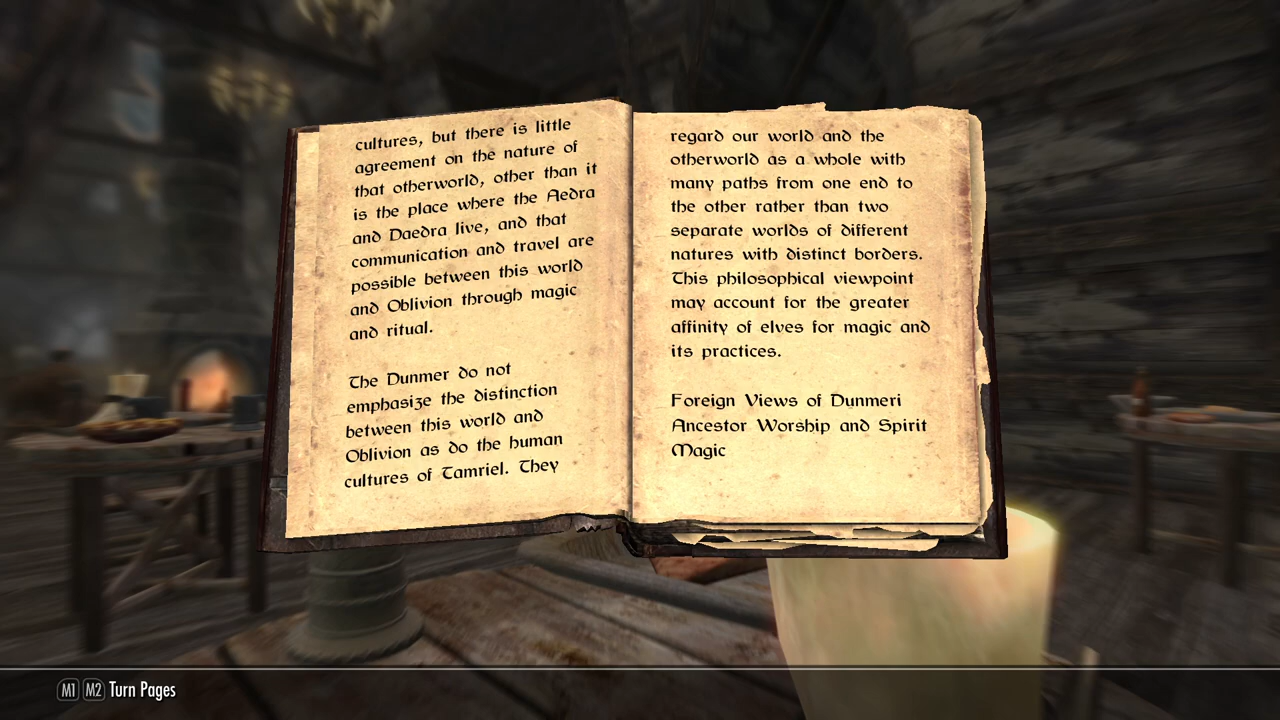 cultures, but there is little
agreement on the nature of
that otherworld, other than it
is the place where the Aedra
and Daedra live, and that
communication and travel are
possible between this world
and Oblivion through magic
and ritual.
The Dunmer do not
emphasize the distinction
between this world and
Oblivion as do the human
cultures of Tamriel. They
regard our world and the
otherworld as a whole with
many paths from one end to
the other rather than two
separate worlds of different
natures with distinct borders.
This philosophical viewpoint
may account for the greater
affinity of elves for magic and
its practices.
Foreign Views of Dunmeri
Ancestor Worship and Spirit
Magic
M1 M2 Turn Pages